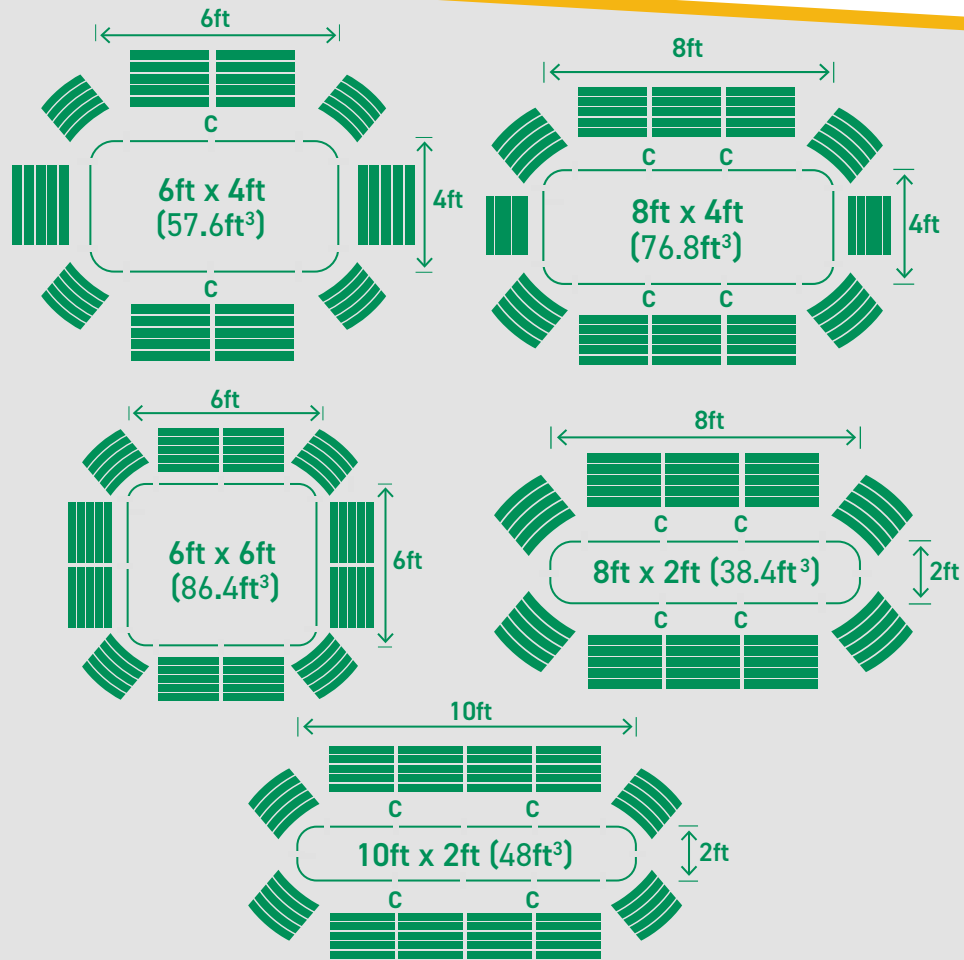 6ft
C
6ft x 4ft
(57.6ft³)
4ft
C
8ft
C C
8ft x 4ft
(76.8ft³)
4ft
C C
6ft
6ft x 6ft
(86.4ft³)
6ft
8ft
C C
8ft x 2ft (38.4ft³)
2ft
C C
10ft
C C
10ft x 2ft (48ft³)
2ft
C C